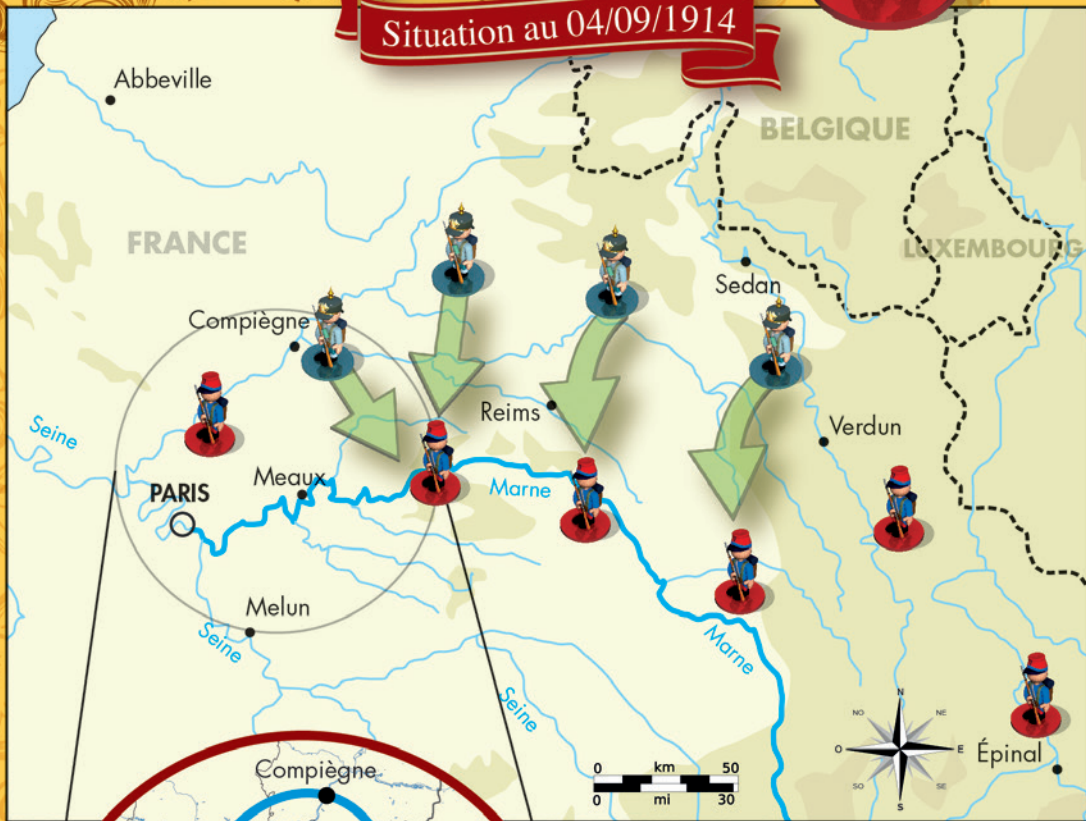 Situation au 04/09/1914
Abbeville
BELGIQUE
FRANCE
LUXEMBOURG
Sedan
Compiègne
Reims
Verdun
Seine
Meaux
PARIS
Marne
Melun
Seine
Marne
Seine
N
NO
NE
O
E
SO
SE
S
Épinal
0 km 50
0 mi 30
Compiègne